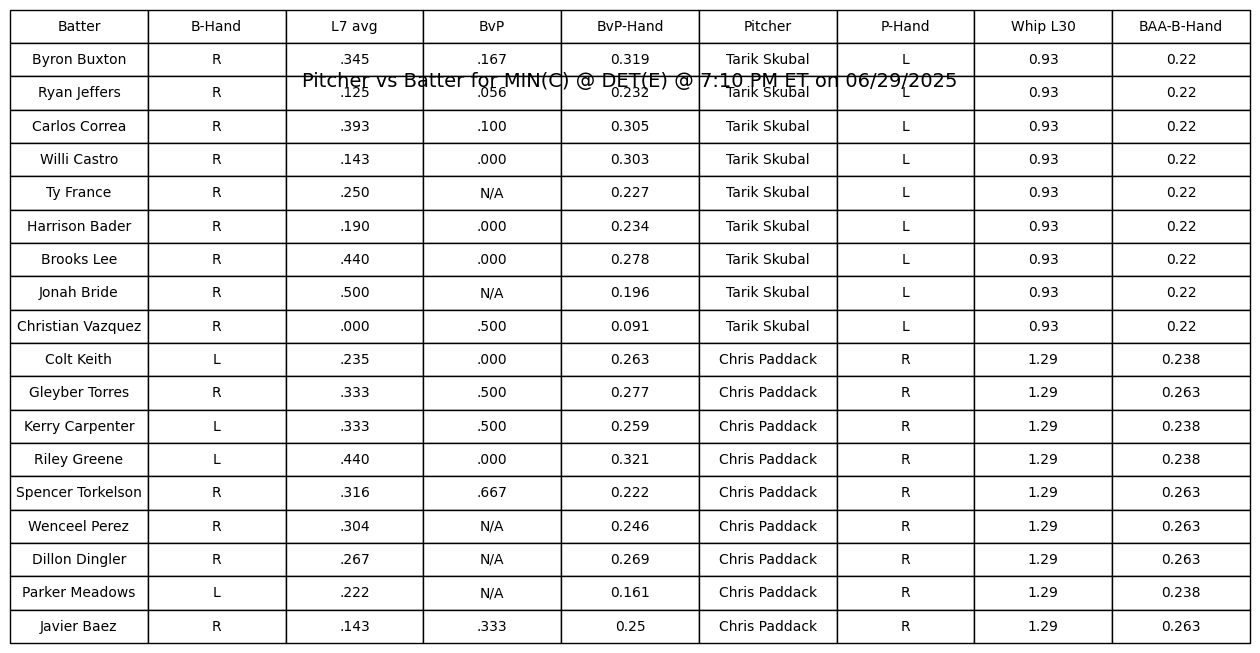 Batter B-Hand L7 avg BvP BvP-Hand Pitcher P-Hand Whip L30 BAA-B-Hand
Byron Buxton R .345 .167 0.319 Tarik Skubal L 0.93 0.22
Pitcher vs Batter for MIN(C) @ DET(E) @ 7:10 PM ET on 06/29/2025
Ryan Jeffers R .125 .056 0.232 Tarik Skubal L 0.93 0.22
Carlos Correa R .393 .100 0.305 Tarik Skubal L 0.93 0.22
Willi Castro R .143 .000 0.303 Tarik Skubal L 0.93 0.22
Ty France R .250 N/A 0.227 Tarik Skubal L 0.93 0.22
Harrison Bader R .190 .000 0.234 Tarik Skubal L 0.93 0.22
Brooks Lee R .440 .000 0.278 Tarik Skubal L 0.93 0.22
Jonah Bride R .500 N/A 0.196 Tarik Skubal L 0.93 0.22
Christian Vazquez R .000 .500 0.091 Tarik Skubal L 0.93 0.22
Colt Keith L .235 .000 0.263 Chris Paddack R 1.29 0.238
Gleyber Torres R .333 .500 0.277 Chris Paddack R 1.29 0.263
Kerry Carpenter L .333 .500 0.259 Chris Paddack R 1.29 0.238
Riley Greene L .440 .000 0.321 Chris Paddack R 1.29 0.238
Spencer Torkelson R .316 .667 0.222 Chris Paddack R 1.29 0.263
Wenceel Perez R .304 N/A 0.246 Chris Paddack R 1.29 0.263
Dillon Dingler R .267 N/A 0.269 Chris Paddack R 1.29 0.263
Parker Meadows L .222 N/A 0.161 Chris Paddack R 1.29 0.238
Javier Baez R .143 .333 0.25 Chris Paddack R 1.29 0.263